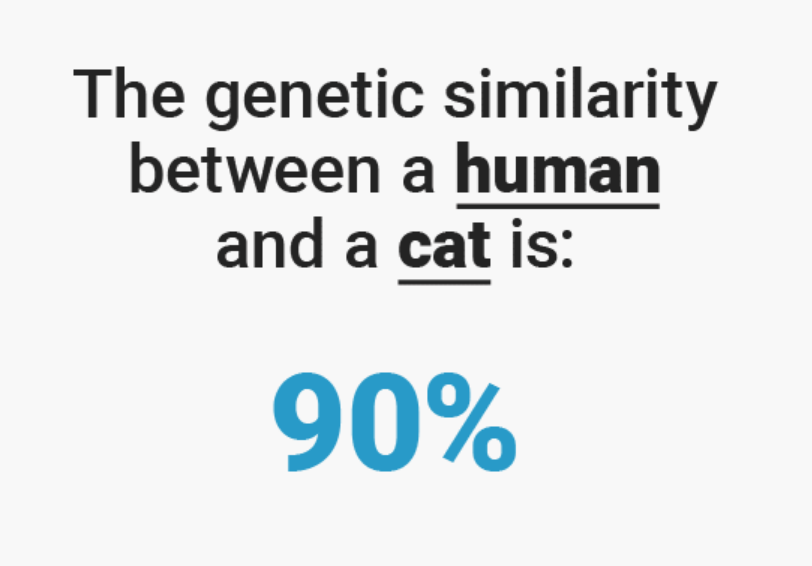 The genetic similarity
between a human
and a cat is:
90%